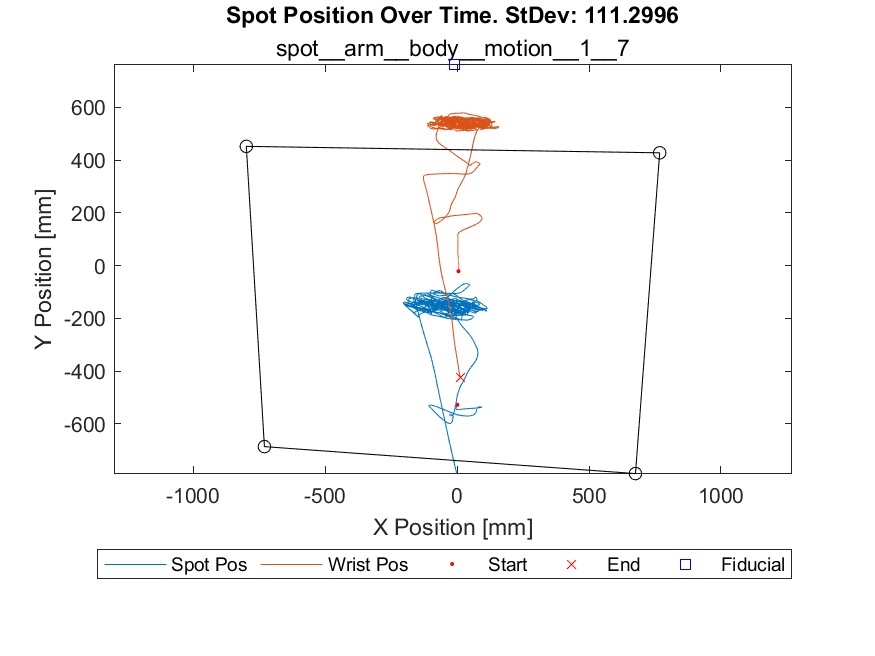 Spot Position Over Time. StDev: 111.2996
spot__arm__body__motion__1__7
600
400
200
0
-200
-400
-600
Y Position [mm]
-1000 -500 0 500 1000
X Position [mm]
Spot Pos Wrist Pos Start End Fiducial